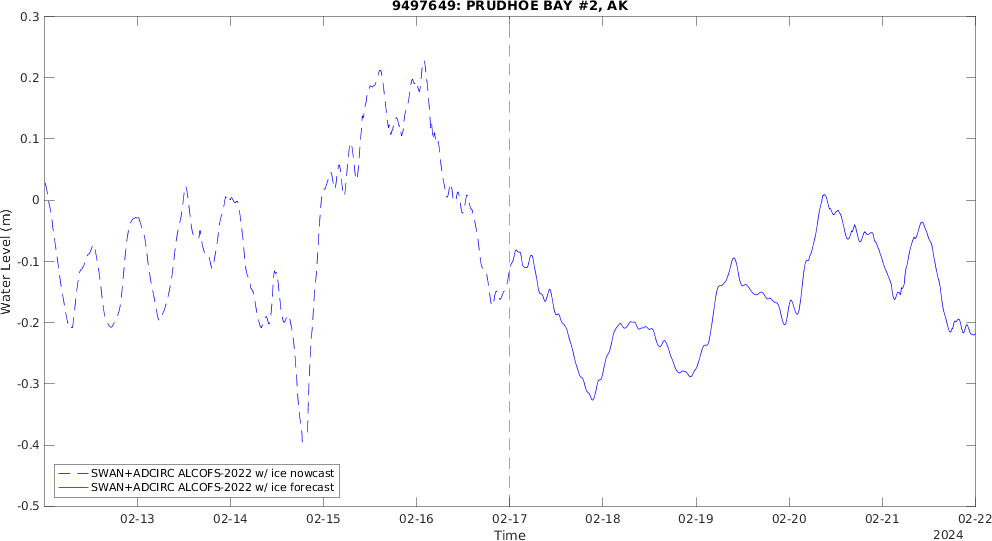 9497649: PRUDHOE BAY #2, AK
0.3
0.2
0.1
0
-0.1
-0.2
-0.3
-0.4
-0.5
Water Level (m)
SWAN+ADCIRC ALCOFS-2022 w/ ice nowcast
SWAN+ADCIRC ALCOFS-2022 w/ ice forecast
02-13 02-14 02-15 02-16 02-17 02-18 02-19 02-20 02-21 02-22
Time
2024